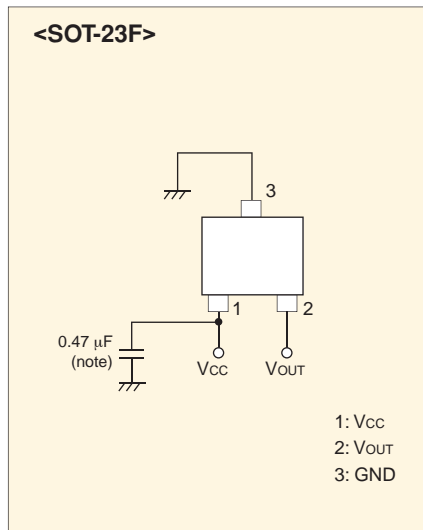 <SOT-23F>
3
1
2
0.47 µF
(note)
VCC
VOUT
1: VCC
2: VOUT
3: GND